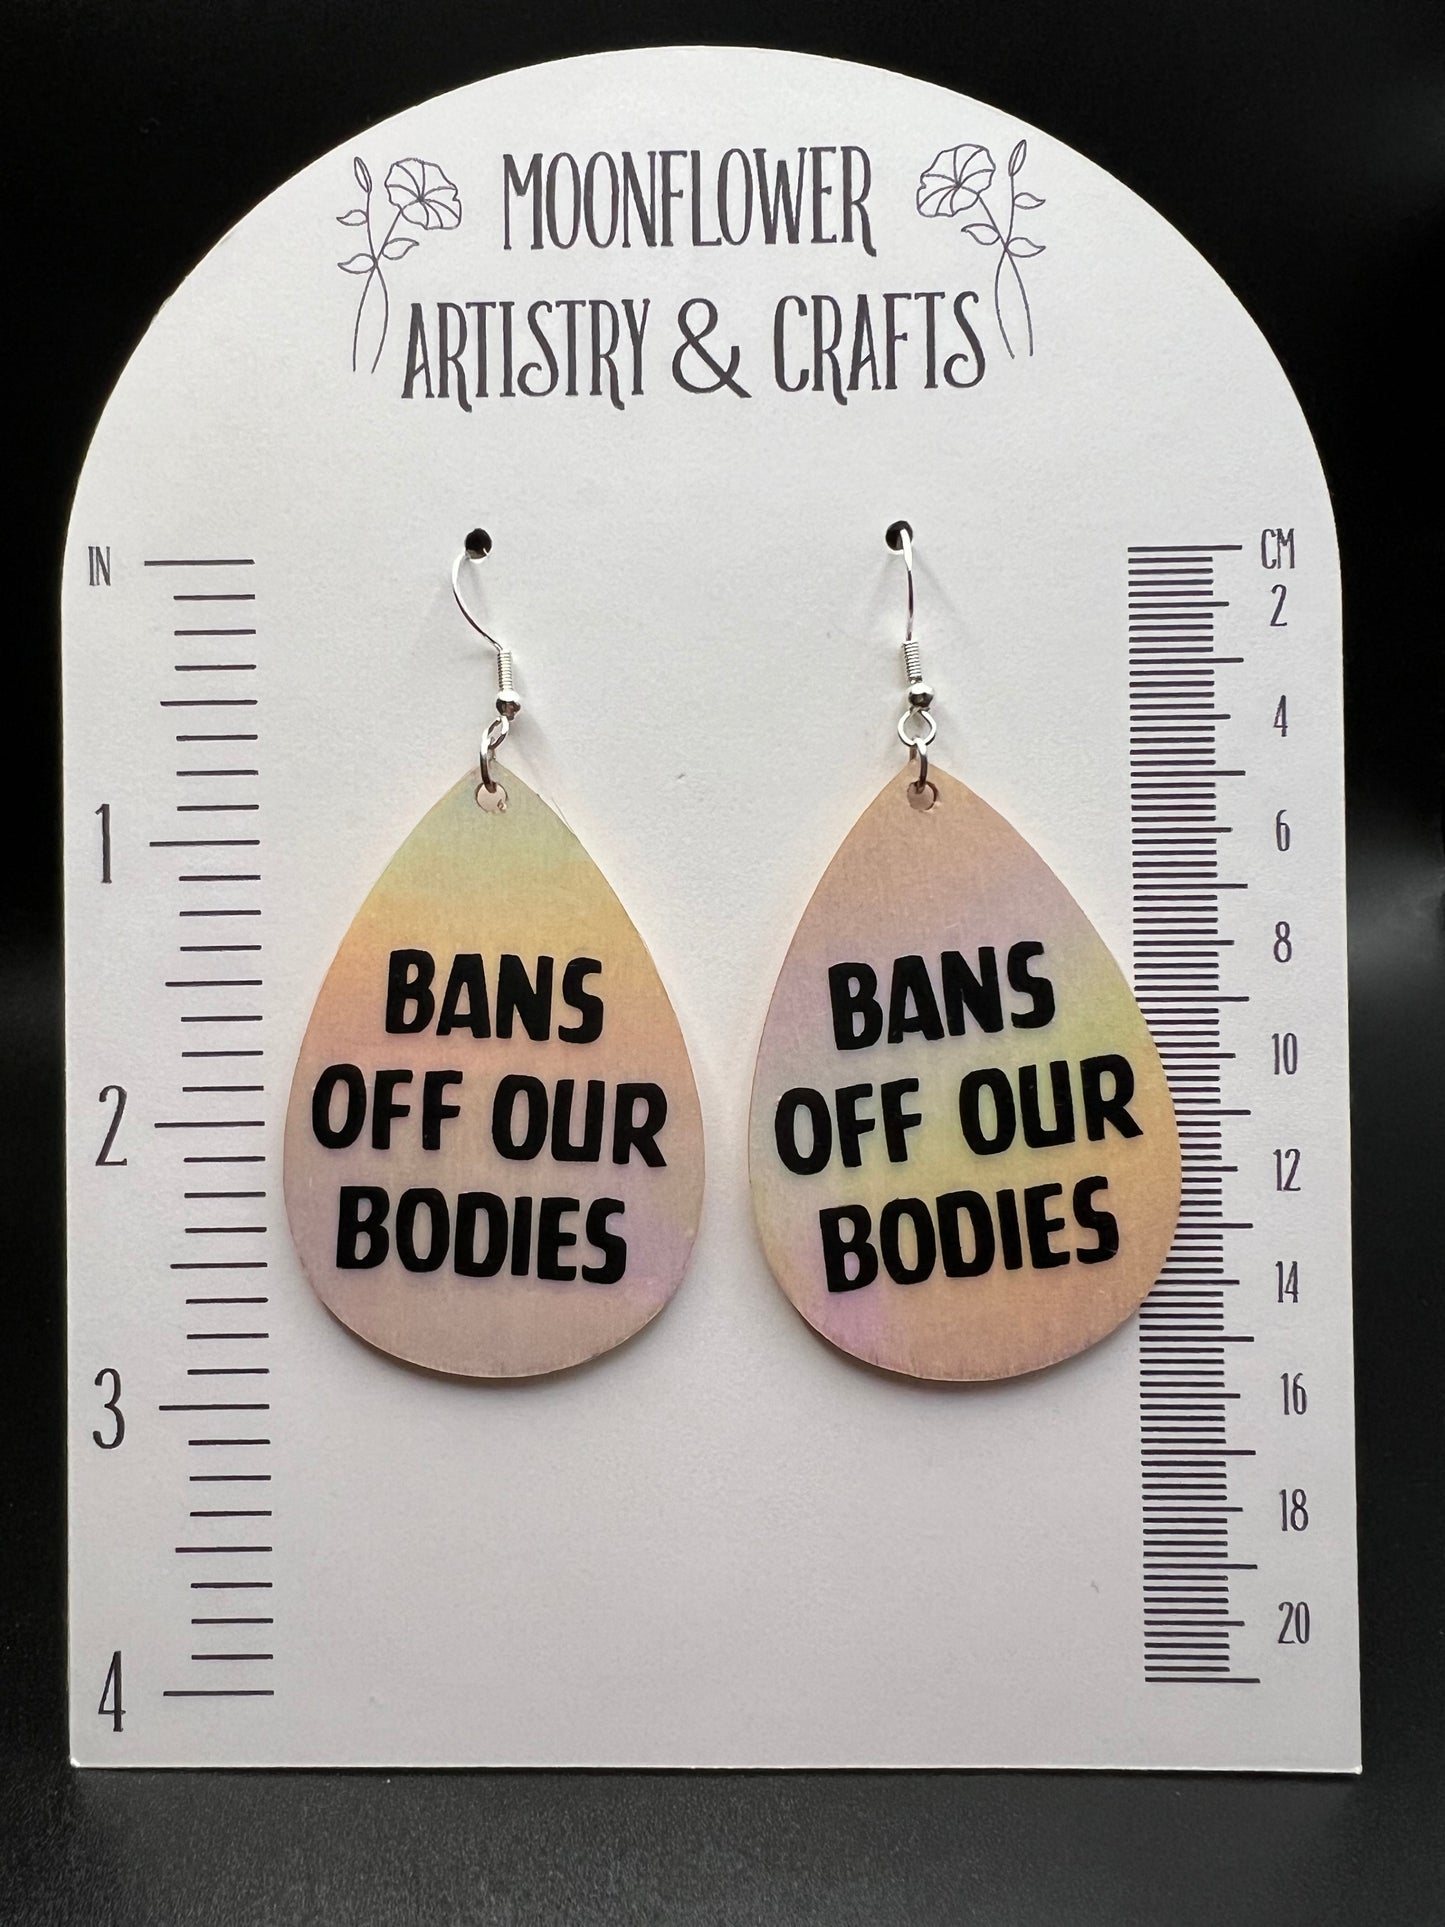 MOONFLOWER
ARTISTRY & CRAFTS
IN
1
2
3
4
CM
2
4
6
8
10
12
14
16
18
20
BANS
OFF OUR
BODIES
BANS
OFF OUR
BODIES